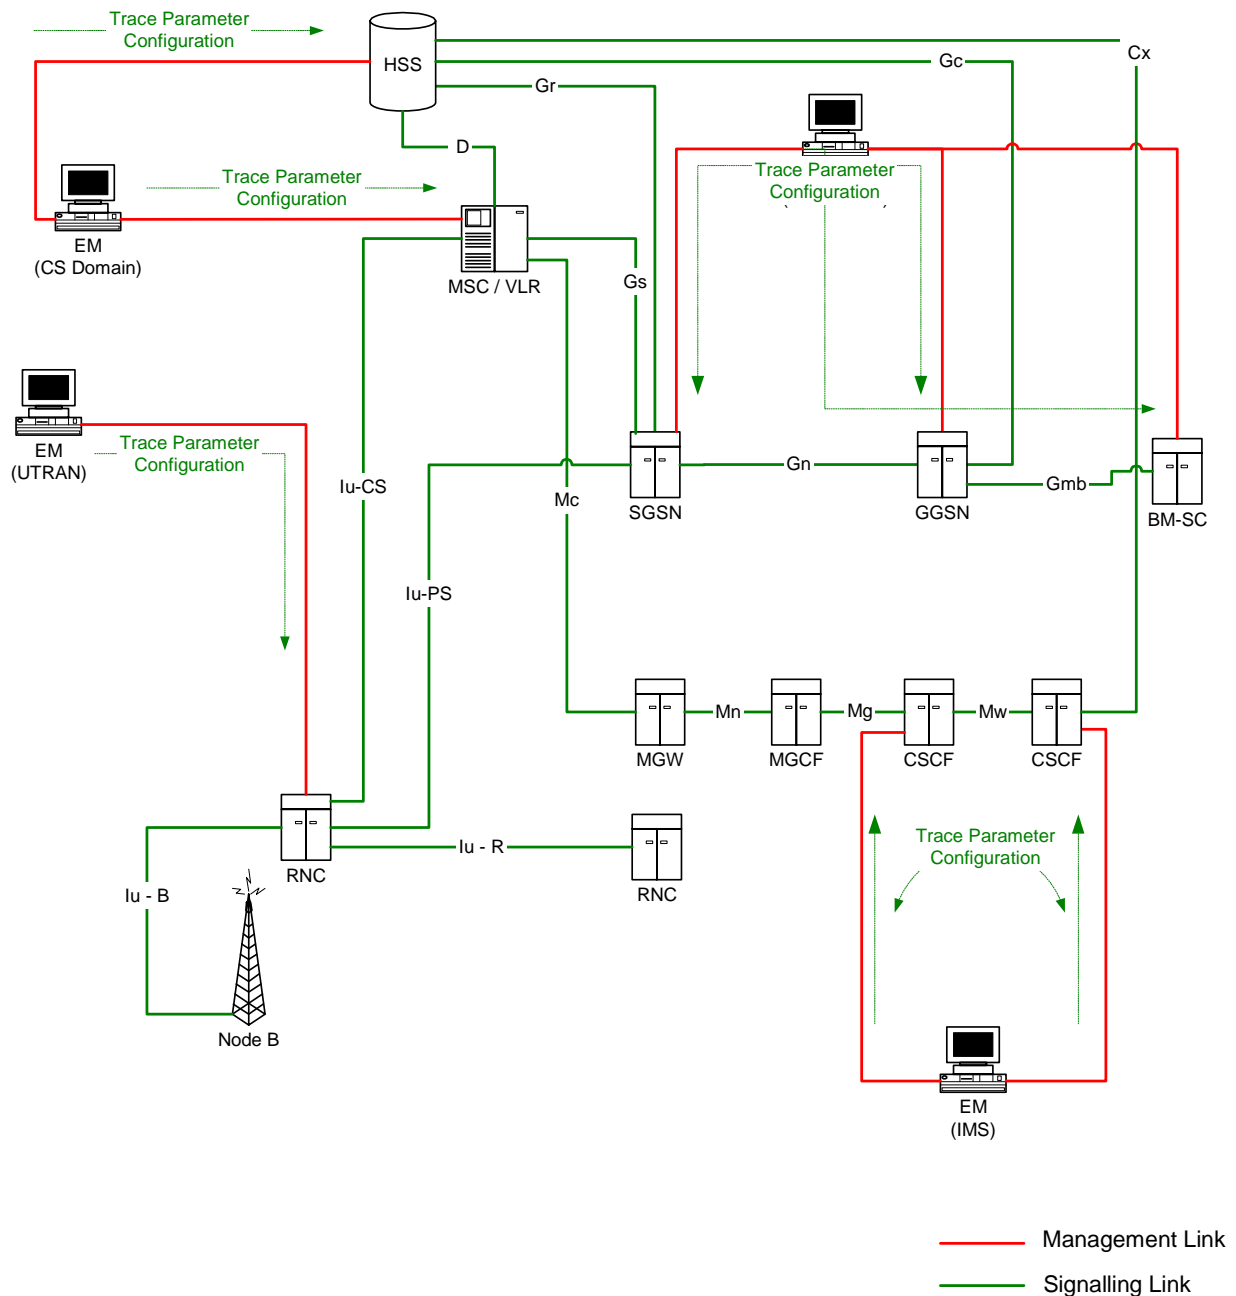 Trace Parameter
Configuration
HSS
Cx
Gc
Gr
D
Trace Parameter
Configuration
Trace Parameter
Configuration
EM
(CS Domain)
MSC / VLR
Gs
EM
(UTRAN)
Trace Parameter
Configuration
Iu-CS
Mc
SGSN
Gn
GGSN
Gmb
BM-SC
Iu-PS
Mn
Mg
Mw
MGW
MGCF
CSCF
CSCF
Iu - R
RNC
RNC
Iu - B
Trace Parameter
Configuration
Node B
EM
(IMS)
Management Link
Signalling Link